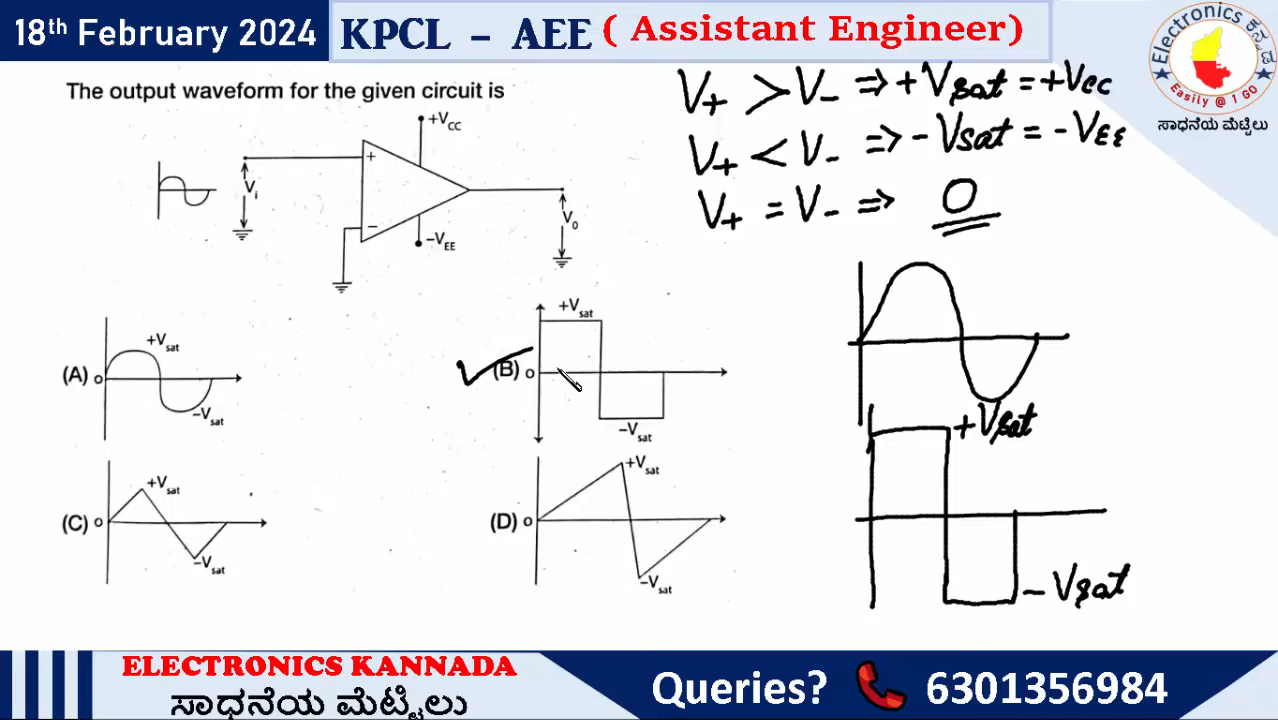 18th February 2024
KPCL - AEE ( Assistant Engineer)
Electronics ಕನ್ನಡ
Easily @ 1 GO
ಸಾಧನೆಯ ಮೆಟ್ಟಿಲು
The output waveform for the given circuit is
+VCC
+
Vi
−
V0
−VEE
V+ > V- ⇒ +Vsat = +VCC
V+ < V- ⇒ -Vsat = -VEE
V+ = V- ⇒ 0
(A) 0 +Vsat −Vsat
(B) 0 +Vsat −Vsat
(C) 0 +Vsat −Vsat
(D) 0 +Vsat −Vsat
+Vsat
- Vsat
ELECTRONICS KANNADA
ಸಾಧನೆಯ ಮೆಟ್ಟಿಲು
Queries? 6301356984